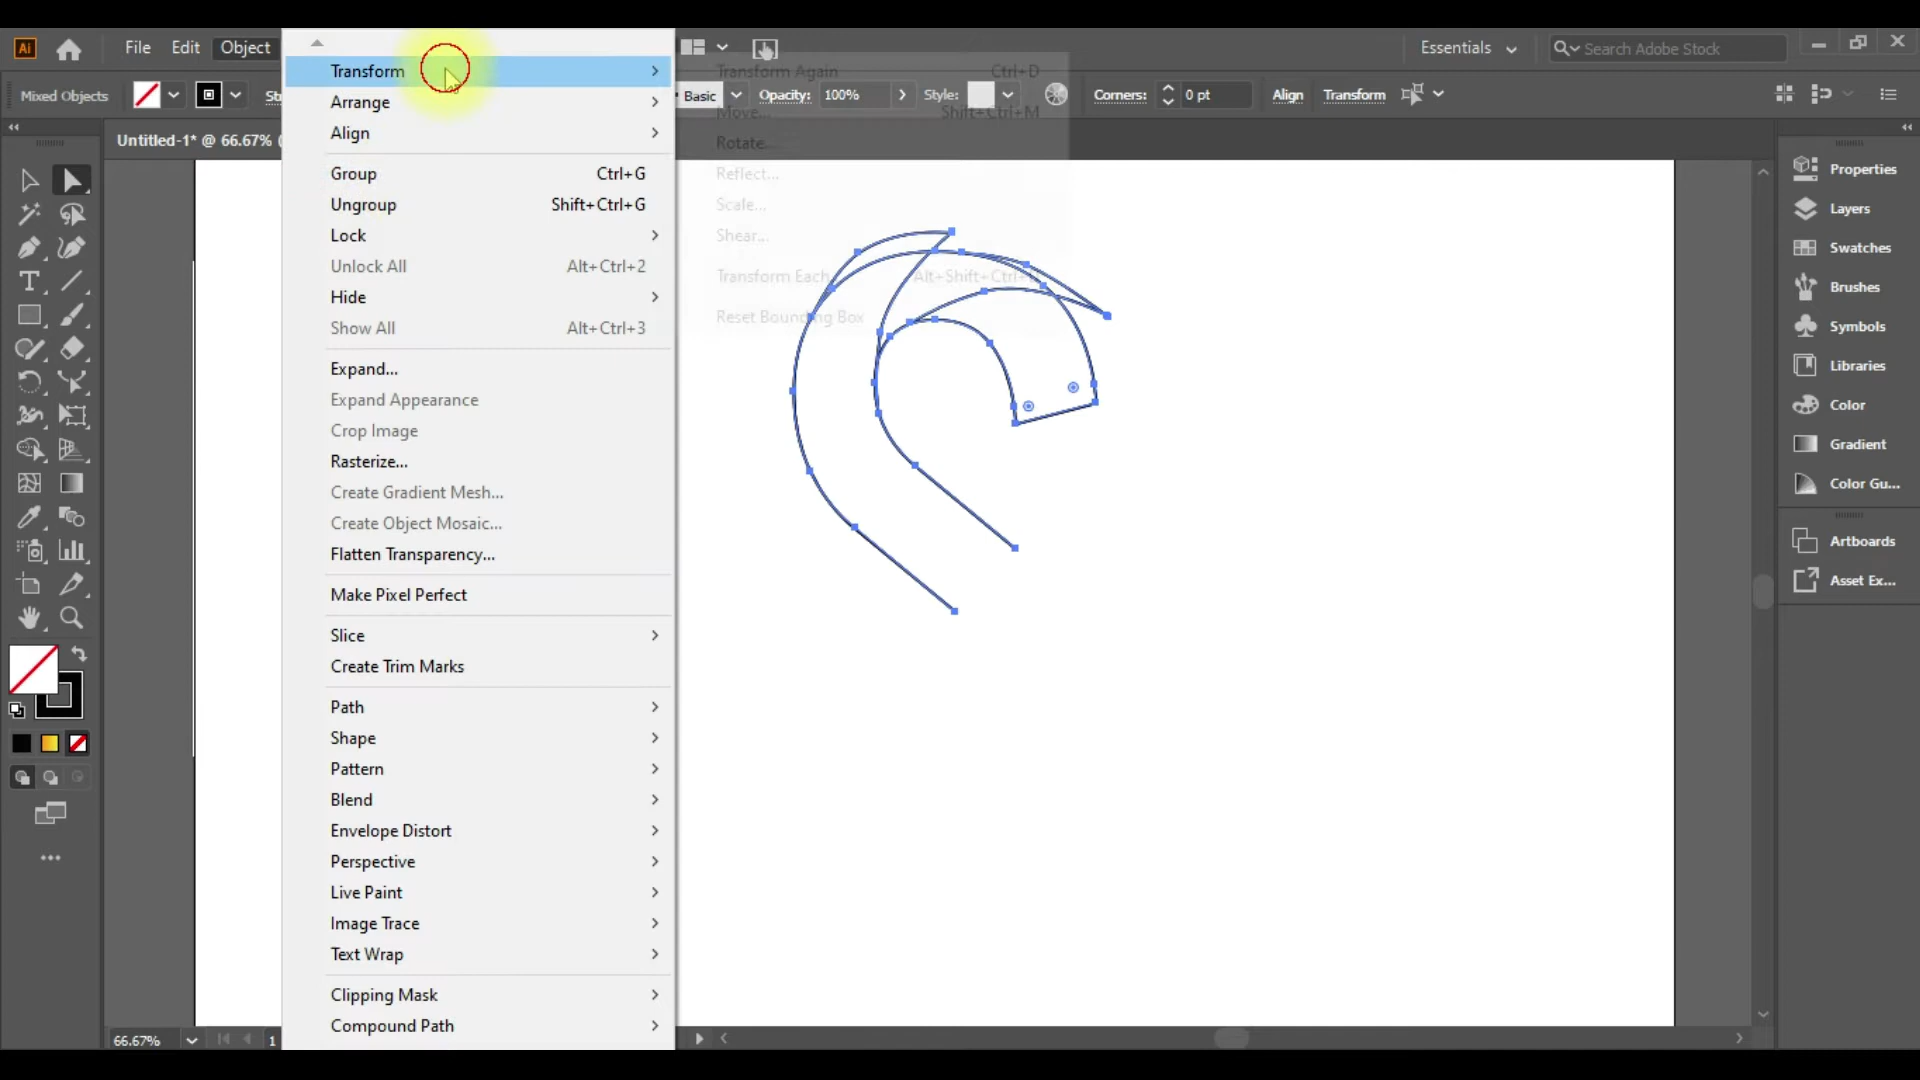 Ai File Edit Object
Essentials Search Adobe Stock
Mixed Objects Basic Opacity: 100% Style: Corners: 0 pt Align Transform
Untitled-1* @ 66.67%
Transform
Arrange
Align
Group Ctrl+G
Ungroup Shift+Ctrl+G
Lock
Unlock All Alt+Ctrl+2
Hide
Show All Alt+Ctrl+3
Expand...
Expand Appearance
Crop Image
Rasterize...
Create Gradient Mesh...
Create Object Mosaic...
Flatten Transparency...
Make Pixel Perfect
Slice
Create Trim Marks
Path
Shape
Pattern
Blend
Envelope Distort
Perspective
Live Paint
Image Trace
Text Wrap
Clipping Mask
Compound Path
Transform Again Ctrl+D
Move... Shift+Ctrl+M
Rotate...
Reflect...
Scale...
Shear...
Transform Each
Reset Bounding Box
Properties
Layers
Swatches
Brushes
Symbols
Libraries
Color
Gradient
Color Gu...
Artboards
Asset Ex...
66.67% 1